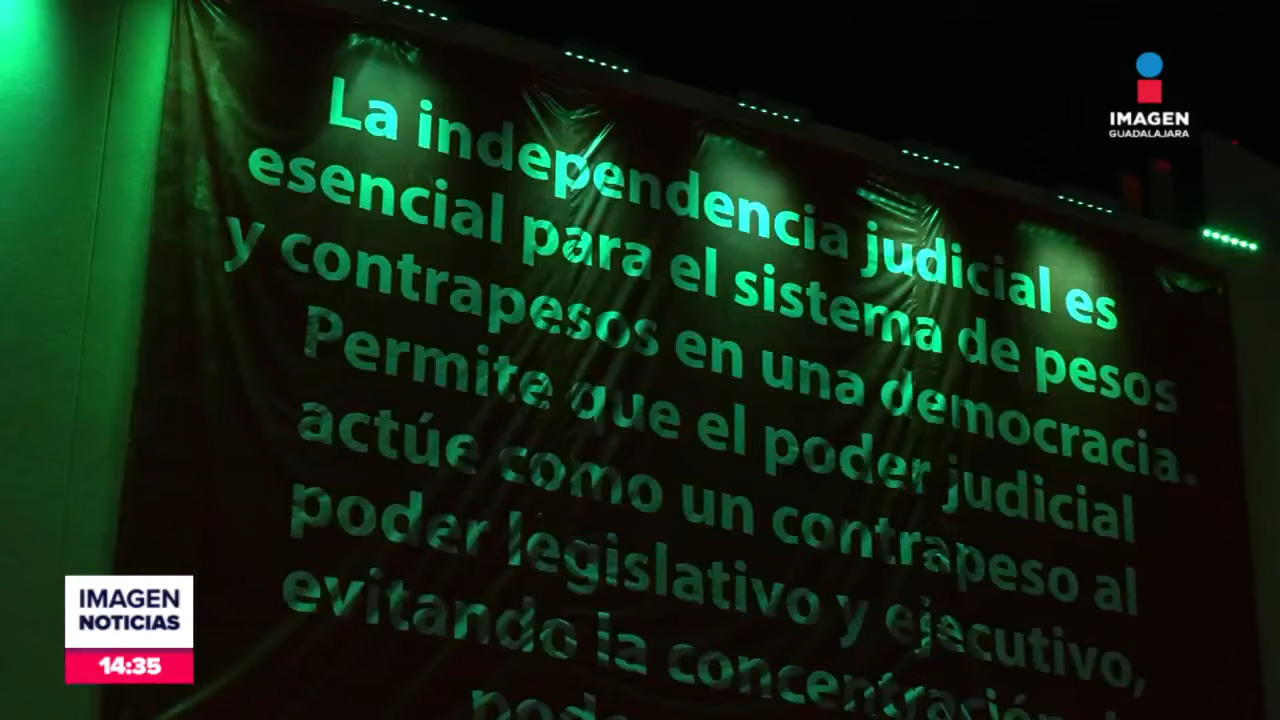 La independencia judicial es
esencial para el sistema de pesos
y contrapesos en una democracia.
Permite que el poder judicial
actúe como un contrapeso al
poder legislativo y ejecutivo,
evitando la concentración
IMAGEN
GUADALAJARA
IMAGEN
NOTICIAS
14:35